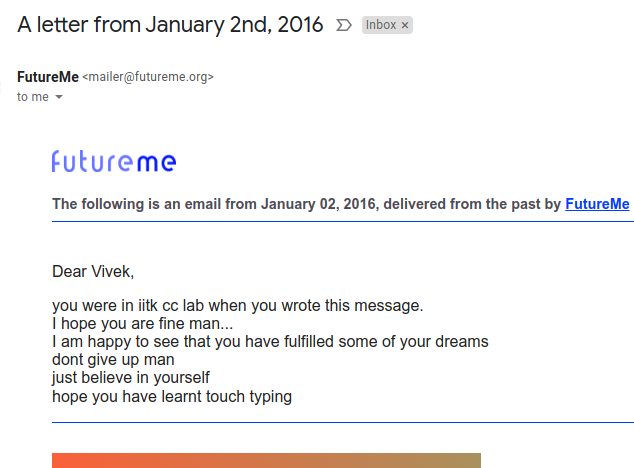 A letter from January 2nd, 2016 Inbox ×
FutureMe <mailer@futureme.org>
to me
futureme
The following is an email from January 02, 2016, delivered from the past by FutureMe
Dear Vivek,
you were in iitk cc lab when you wrote this message.
I hope you are fine man...
I am happy to see that you have fulfilled some of your dreams
dont give up man
just believe in yourself
hope you have learnt touch typing